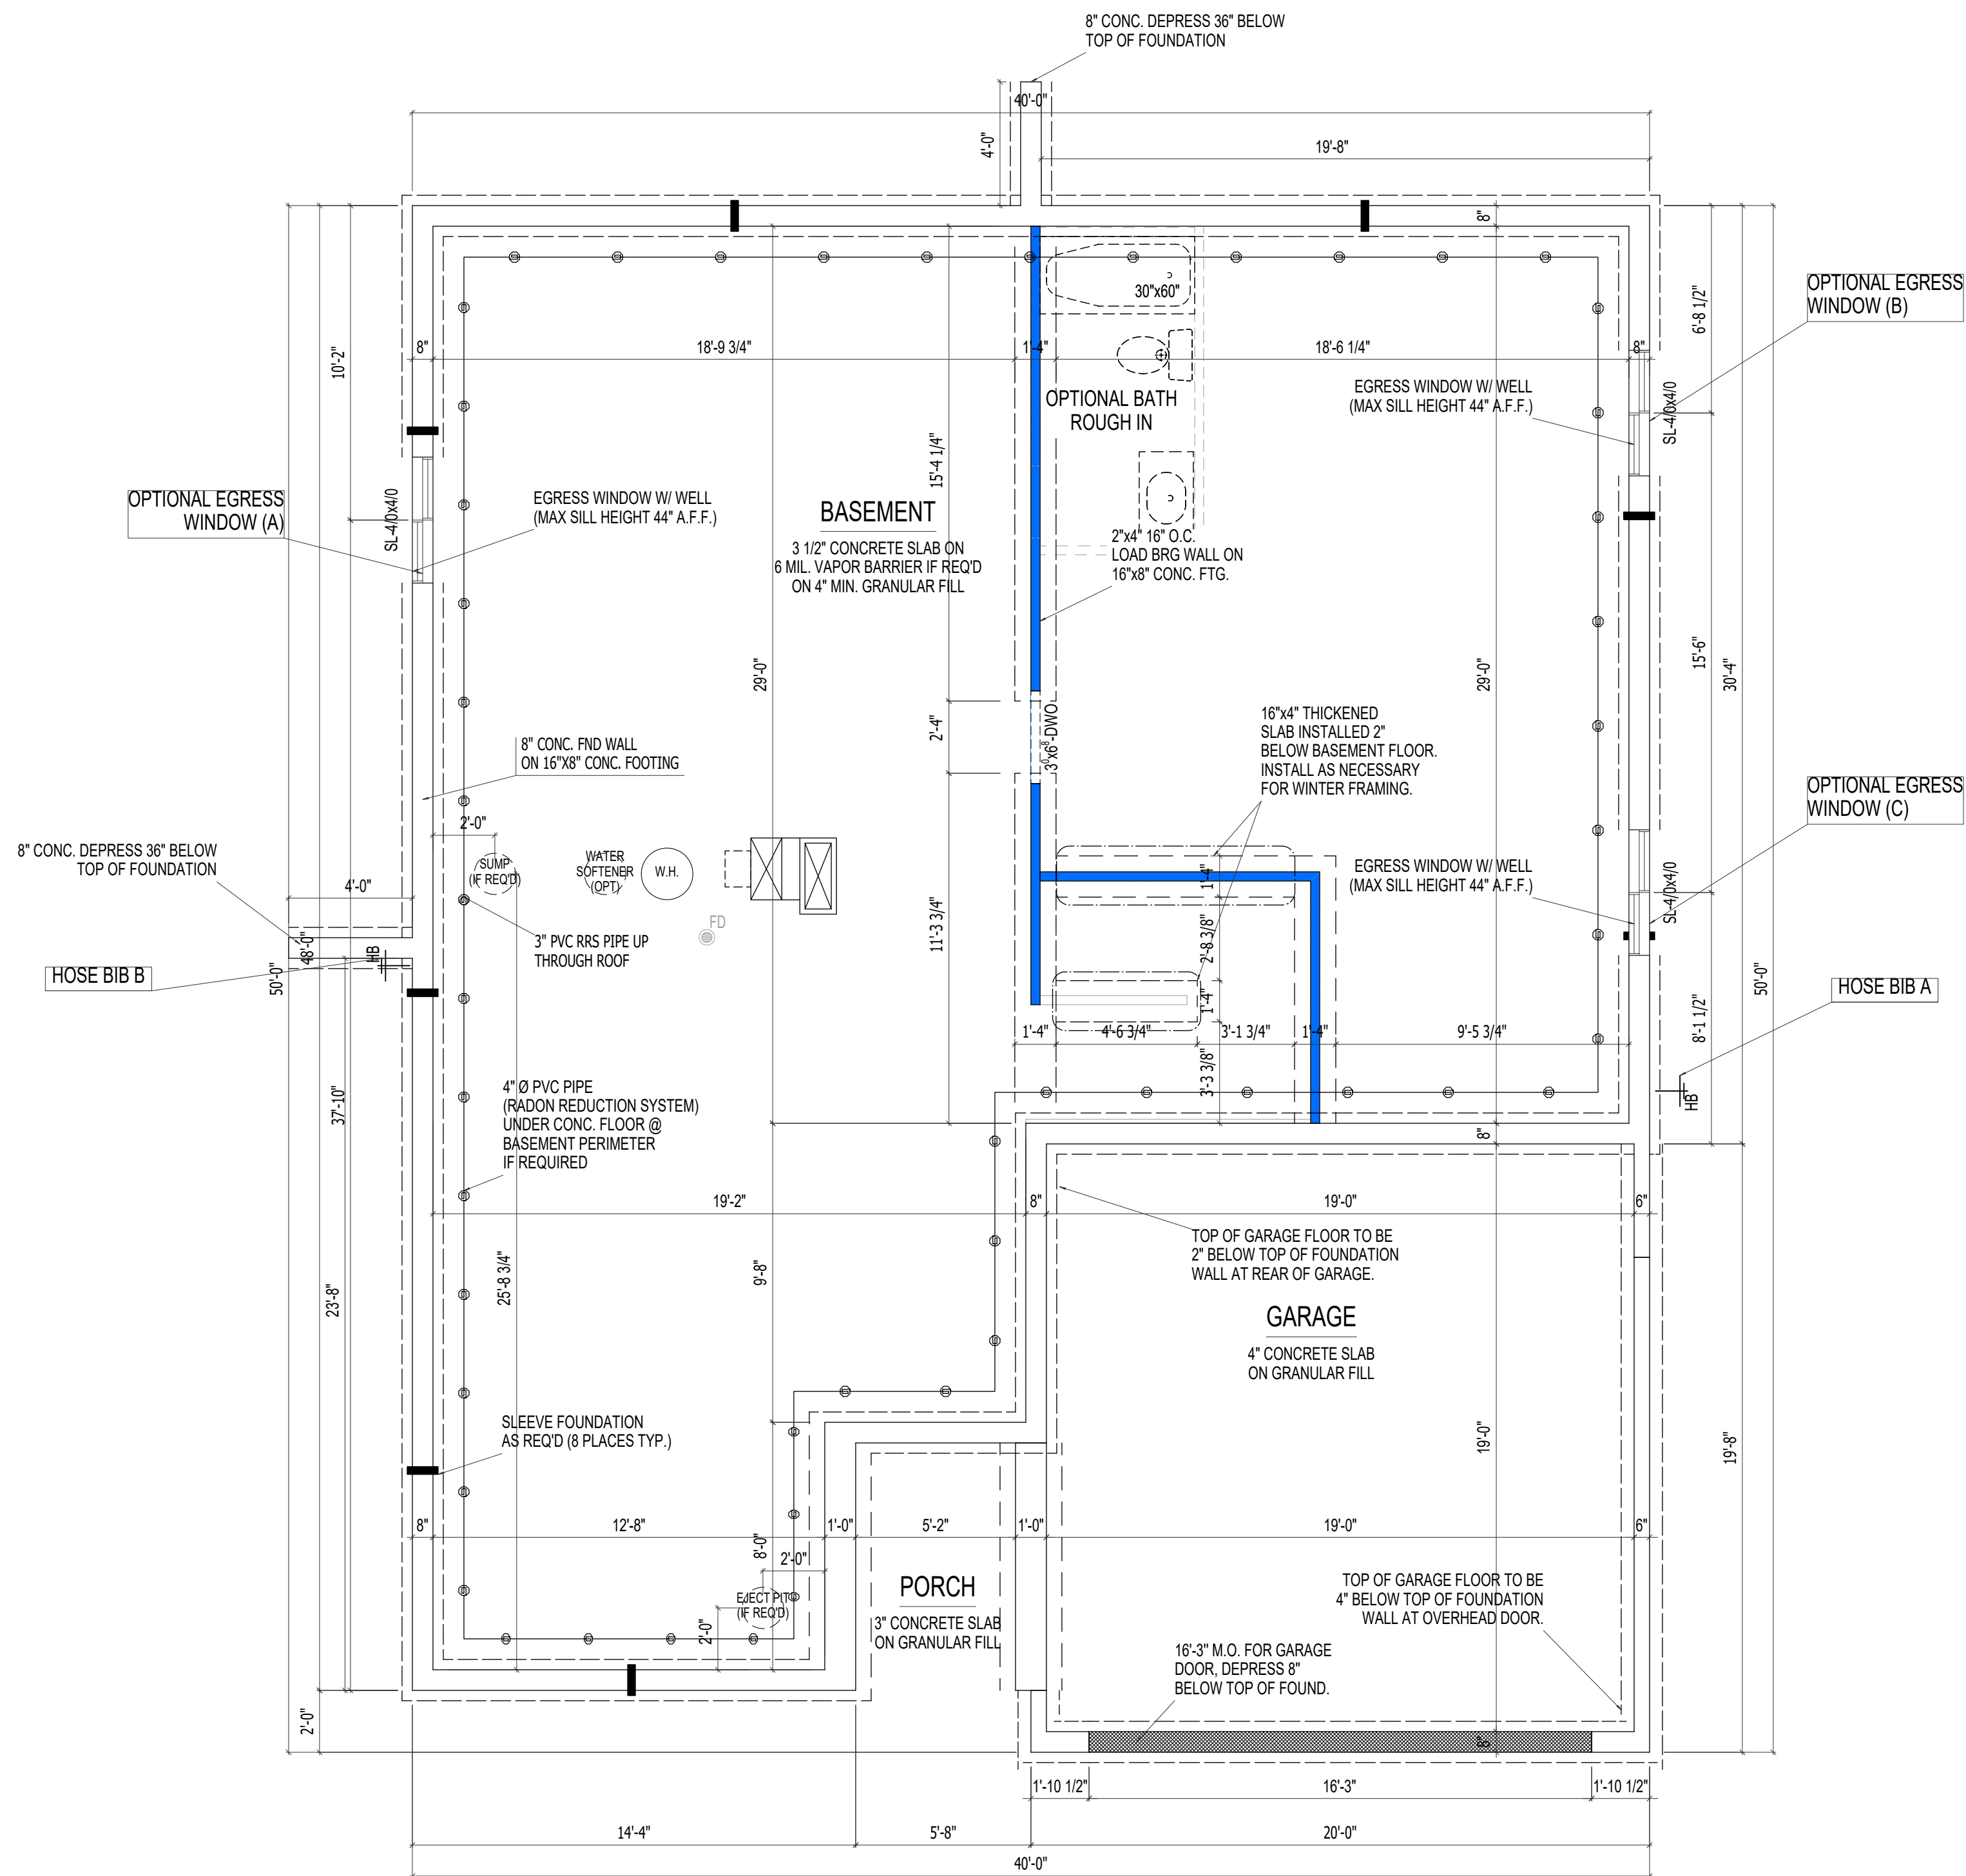 8" CONC. DEPRESS 36" BELOW
TOP OF FOUNDATION
40'-0"
4'-0"
19'-8"
8"
10'-2"
6'-8 1/2"
OPTIONAL EGRESS
WINDOW (B)
30"x60"
8"
18'-9 3/4"
1'-4"
18'-6 1/4"
8"
OPTIONAL BATH
ROUGH IN
EGRESS WINDOW W/ WELL
(MAX SILL HEIGHT 44" A.F.F.)
SL-4/0x4/0
15'-4 1/4"
OPTIONAL EGRESS
WINDOW (A)
SL-4/0x4/0
EGRESS WINDOW W/ WELL
(MAX SILL HEIGHT 44" A.F.F.)
BASEMENT
3 1/2" CONCRETE SLAB ON
6 MIL. VAPOR BARRIER IF REQ'D
ON 4" MIN. GRANULAR FILL
2"x4" 16" O.C.
LOAD BRG WALL ON
16"x8" CONC. FTG.
29'-0"
29'-0"
15'-6"
30'-4"
2'-4"
3⁰x6⁸-DWO
16"x4" THICKENED
SLAB INSTALLED 2"
BELOW BASEMENT FLOOR.
INSTALL AS NECESSARY
FOR WINTER FRAMING.
8" CONC. FND WALL
ON 16"X8" CONC. FOOTING
OPTIONAL EGRESS
WINDOW (C)
2'-0"
8" CONC. DEPRESS 36" BELOW
TOP OF FOUNDATION
4'-0"
SUMP
(IF REQ'D)
WATER
SOFTENER
(OPT)
W.H.
FD
1'-4"
EGRESS WINDOW W/ WELL
(MAX SILL HEIGHT 44" A.F.F.)
SL-4/0x4/0
11'-3 3/4"
2'-8 3/8"
48'-0"
50'-0"
HB
HOSE BIB B
3" PVC RRS PIPE UP
THROUGH ROOF
1'-4"
50'-0"
HOSE BIB A
1'-4"
4'-6 3/4"
3'-1 3/4"
1'-4"
9'-5 3/4"
8'-1 1/2"
3'-3 3/8"
HB
37'-10"
4" Ø PVC PIPE
(RADON REDUCTION SYSTEM)
UNDER CONC. FLOOR @
BASEMENT PERIMETER
IF REQUIRED
8"
19'-2"
8"
19'-0"
6"
25'-8 3/4"
9'-8"
23'-8"
TOP OF GARAGE FLOOR TO BE
2" BELOW TOP OF FOUNDATION
WALL AT REAR OF GARAGE.
GARAGE
4" CONCRETE SLAB
ON GRANULAR FILL
SLEEVE FOUNDATION
AS REQ'D (8 PLACES TYP.)
19'-0"
19'-8"
8"
12'-8"
1'-0"
5'-2"
1'-0"
19'-0"
6"
8'-0"
2'-0"
EJECT PIT
(IF REQ'D)
2'-0"
PORCH
3" CONCRETE SLAB
ON GRANULAR FILL
TOP OF GARAGE FLOOR TO BE
4" BELOW TOP OF FOUNDATION
WALL AT OVERHEAD DOOR.
16'-3" M.O. FOR GARAGE
DOOR, DEPRESS 8"
BELOW TOP OF FOUND.
2'-0"
8"
1'-10 1/2"
16'-3"
1'-10 1/2"
14'-4"
5'-8"
20'-0"
40'-0"